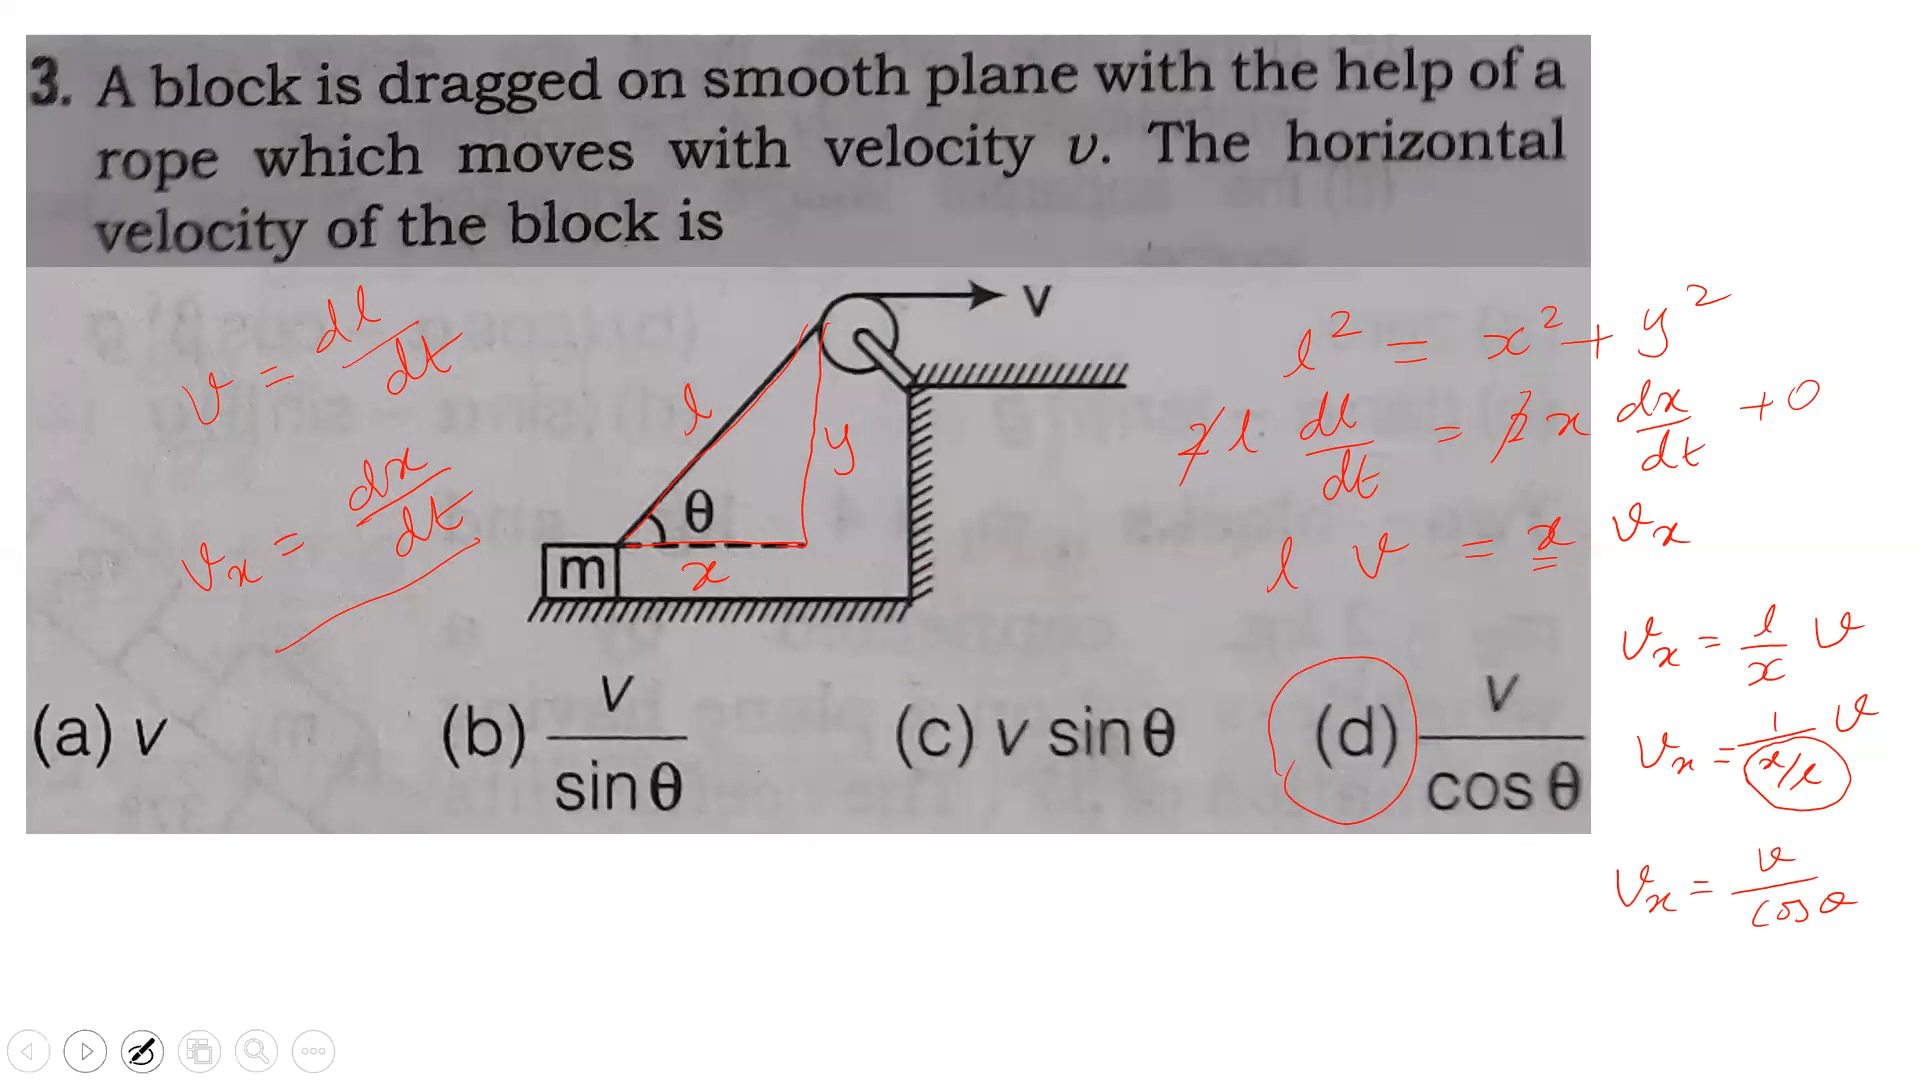 3. A block is dragged on smooth plane with the help of a
rope which moves with velocity v. The horizontal
velocity of the block is
v = dl/dt
vₓ = dx/dt
l
y
x
θ
m
V
l² = x² + y²
2l dl/dt = 2x dx/dt + 0
l v = x vₓ
vₓ = l/x v
vₓ = 1/(x/l) v
vₓ = v/cosθ
(a) v (b) v/sinθ (c) v sinθ (d) v/cosθ